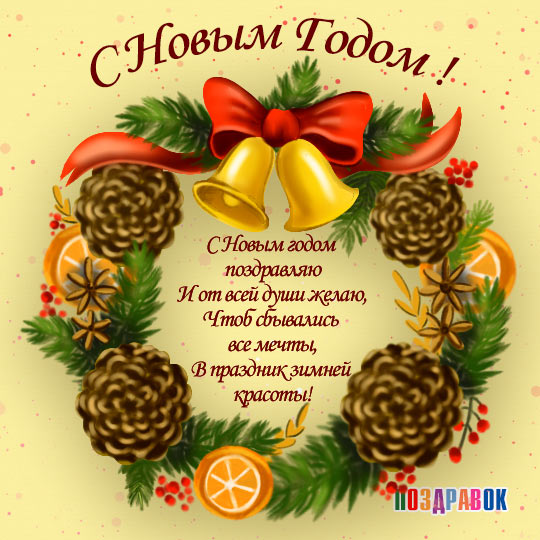 С Новым Годом !
С Новым годом
поздравляю
И от всей души желаю,
Чтоб сбывались
все мечты,
В праздник зимней
красоты!
ПОЗДРАВОК